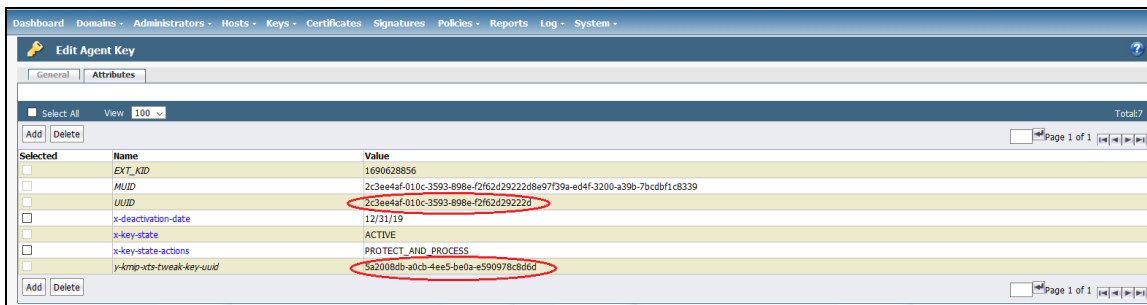 Dashboard Domains Administrators Hosts Keys Certificates Signatures Policies Reports Log System
Edit Agent Key ?
General Attributes
Select All View 100 Total:7
Add Delete Page 1 of 1
Selected Name Value
EXT_KID 1690628856
MUID 2c3ee4af-010c-3593-898e-f2f62d29222d8e97f39a-ed4f-3200-a39b-7bcdbf1c8339
UUID 2c3ee4af-010c-3593-898e-f2f62d29222d
x-deactivation-date 12/31/19
x-key-state ACTIVE
x-key-state-actions PROTECT_AND_PROCESS
y-kmip-xts-tweak-key-uuid 5a2008db-a0cb-4ee5-be0a-e590978c8d6d
Add Delete Page 1 of 1